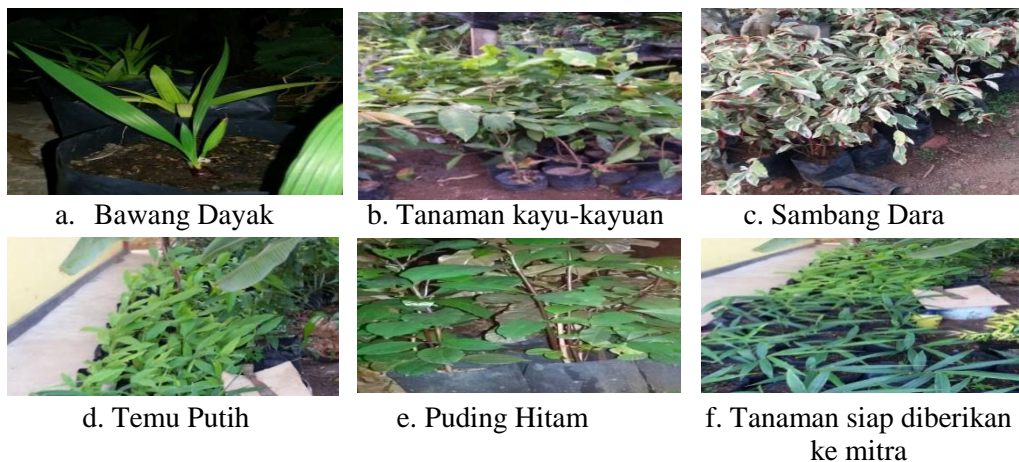 a. Bawang Dayak
b. Tanaman kayu-kayuan
c. Sambang Dara
d. Temu Putih
e. Puding Hitam
f. Tanaman siap diberikan
ke mitra